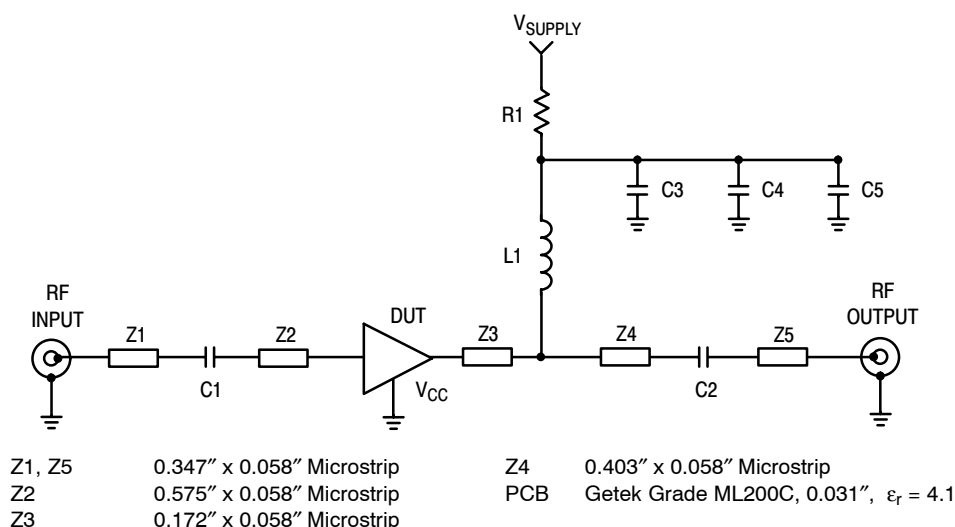 V_SUPPLY
R1
C3
C4
C5
L1
RF
INPUT
Z1
C1
Z2
DUT
V_CC
Z3
Z4
C2
Z5
RF
OUTPUT
Z1, Z5 0.347″ x 0.058″ Microstrip
Z2 0.575″ x 0.058″ Microstrip
Z3 0.172″ x 0.058″ Microstrip
Z4 0.403″ x 0.058″ Microstrip
PCB Getek Grade ML200C, 0.031″, εr = 4.1